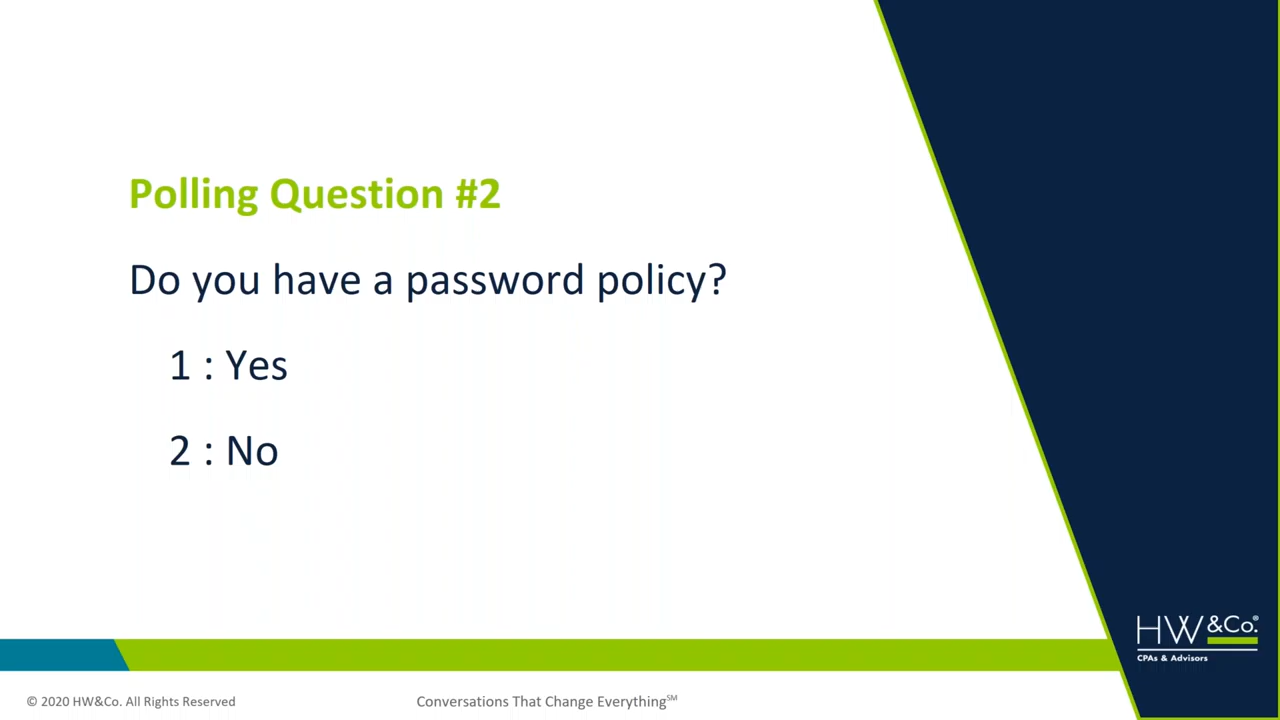 Polling Question #2
Do you have a password policy?
1 : Yes
2 : No
HW&Co.®
CPAs & Advisors
© 2020 HW&Co. All Rights Reserved
Conversations That Change Everything℠